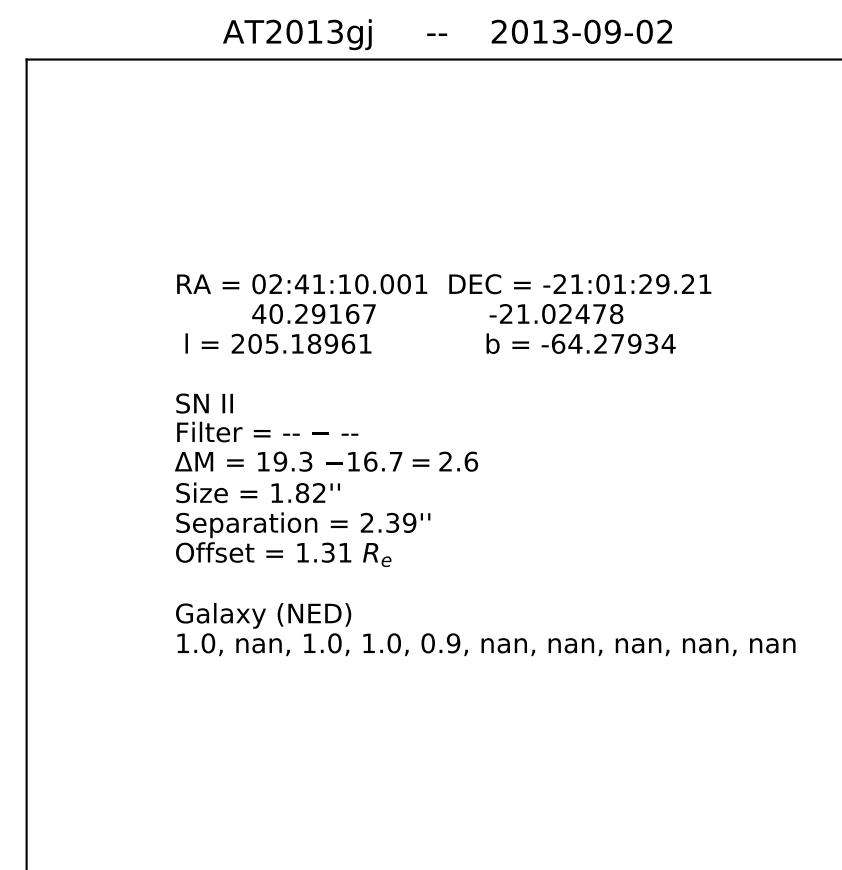 AT2013gj -- 2013-09-02
RA = 02:41:10.001 DEC = -21:01:29.21
40.29167 -21.02478
l = 205.18961 b = -64.27934
SN II
Filter = -- − --
ΔM = 19.3 −16.7 = 2.6
Size = 1.82''
Separation = 2.39''
Offset = 1.31 Re
Galaxy (NED)
1.0, nan, 1.0, 1.0, 0.9, nan, nan, nan, nan, nan